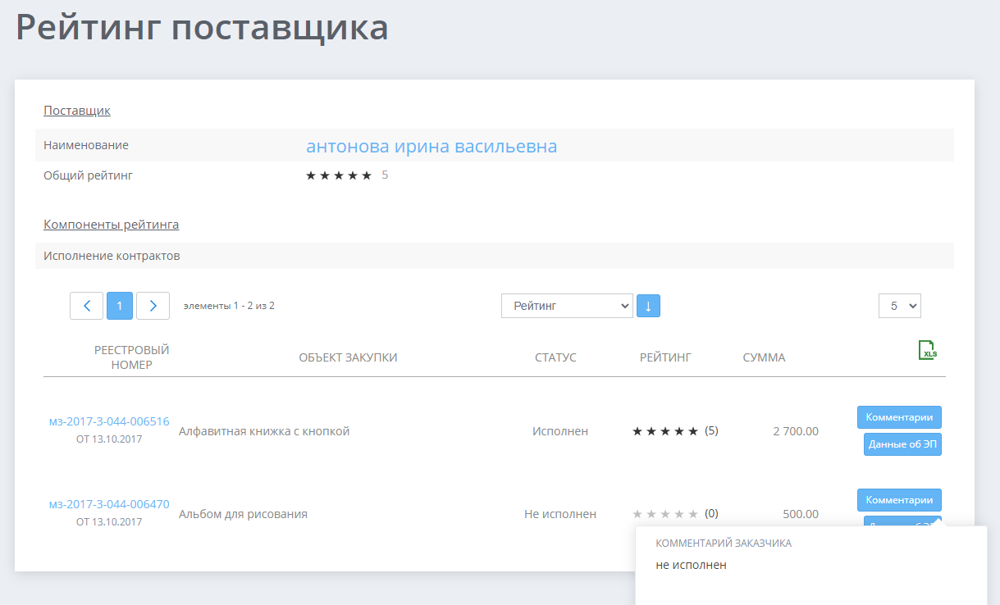 Рейтинг поставщика
Поставщик
Наименование
антонова ирина васильевна
Общий рейтинг
★ ★ ★ ★ ★ 5
Компоненты рейтинга
Исполнение контрактов
1
элементы 1 - 2 из 2
Рейтинг
↓
5
РЕЕСТРОВЫЙ
НОМЕР
ОБЪЕКТ ЗАКУПКИ
СТАТУС
РЕЙТИНГ
СУММА
XLS
мз-2017-3-044-006516
ОТ 13.10.2017
Алфавитная книжка с кнопкой
Исполнен
★ ★ ★ ★ ★ (5)
2 700.00
Комментарии
Данные об ЭП
мз-2017-3-044-006470
ОТ 13.10.2017
Альбом для рисования
Не исполнен
★ ★ ★ ★ ★ (0)
500.00
Комментарии
КОММЕНТАРИЙ ЗАКАЗЧИКА
не исполнен